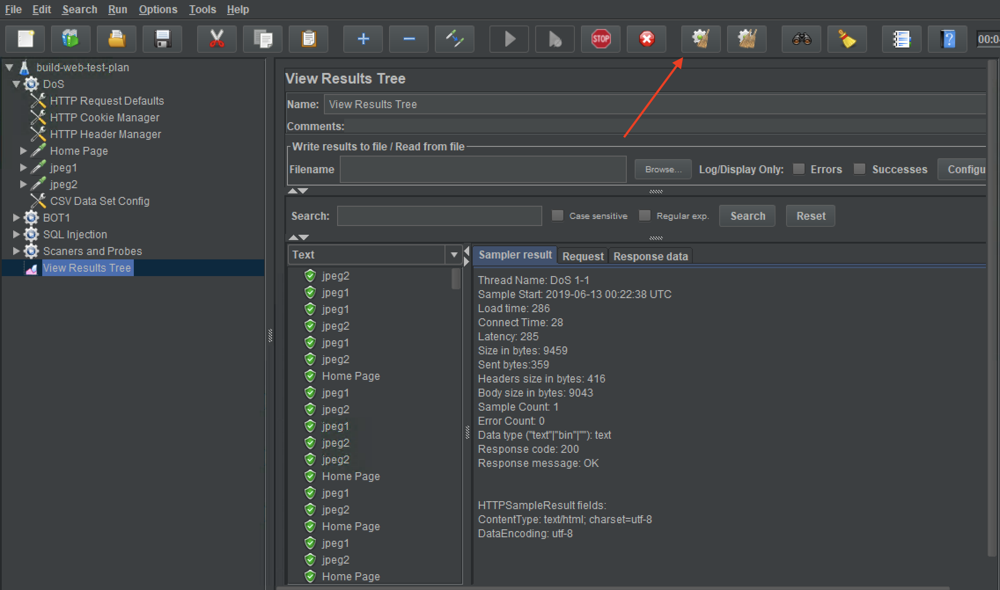 File Edit Search Run Options Tools Help
STOP
?
00:0
build-web-test-plan
DoS
HTTP Request Defaults
HTTP Cookie Manager
HTTP Header Manager
Home Page
jpeg1
jpeg2
CSV Data Set Config
BOT1
SQL Injection
Scaners and Probes
View Results Tree
View Results Tree
Name: View Results Tree
Comments:
Write results to file / Read from file
Filename Browse... Log/Display Only: Errors Successes Configu
Search: Case sensitive Regular exp. Search Reset
Text
jpeg2
jpeg1
jpeg1
jpeg2
jpeg1
jpeg2
Home Page
jpeg1
jpeg2
jpeg1
jpeg2
jpeg2
Home Page
jpeg1
jpeg2
Home Page
jpeg1
jpeg2
Home Page
Sampler result Request Response data
Thread Name: DoS 1-1
Sample Start: 2019-06-13 00:22:38 UTC
Load time: 286
Connect Time: 28
Latency: 285
Size in bytes: 9459
Sent bytes:359
Headers size in bytes: 416
Body size in bytes: 9043
Sample Count: 1
Error Count: 0
Data type ("text"|"bin"|""): text
Response code: 200
Response message: OK
HTTPSampleResult fields:
ContentType: text/html; charset=utf-8
DataEncoding: utf-8